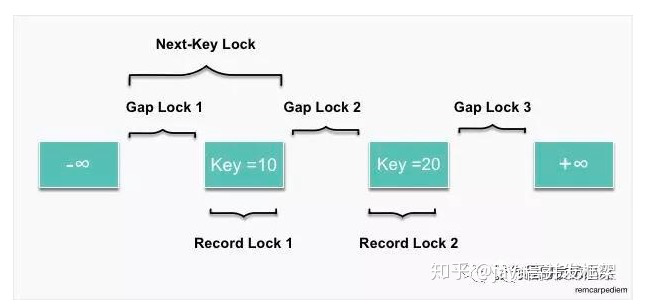 Next-Key Lock
Gap Lock 1
Gap Lock 2
Gap Lock 3
-∞
Key =10
Key =20
+∞
Record Lock 1
Record Lock 2
知乎
remcarpediem